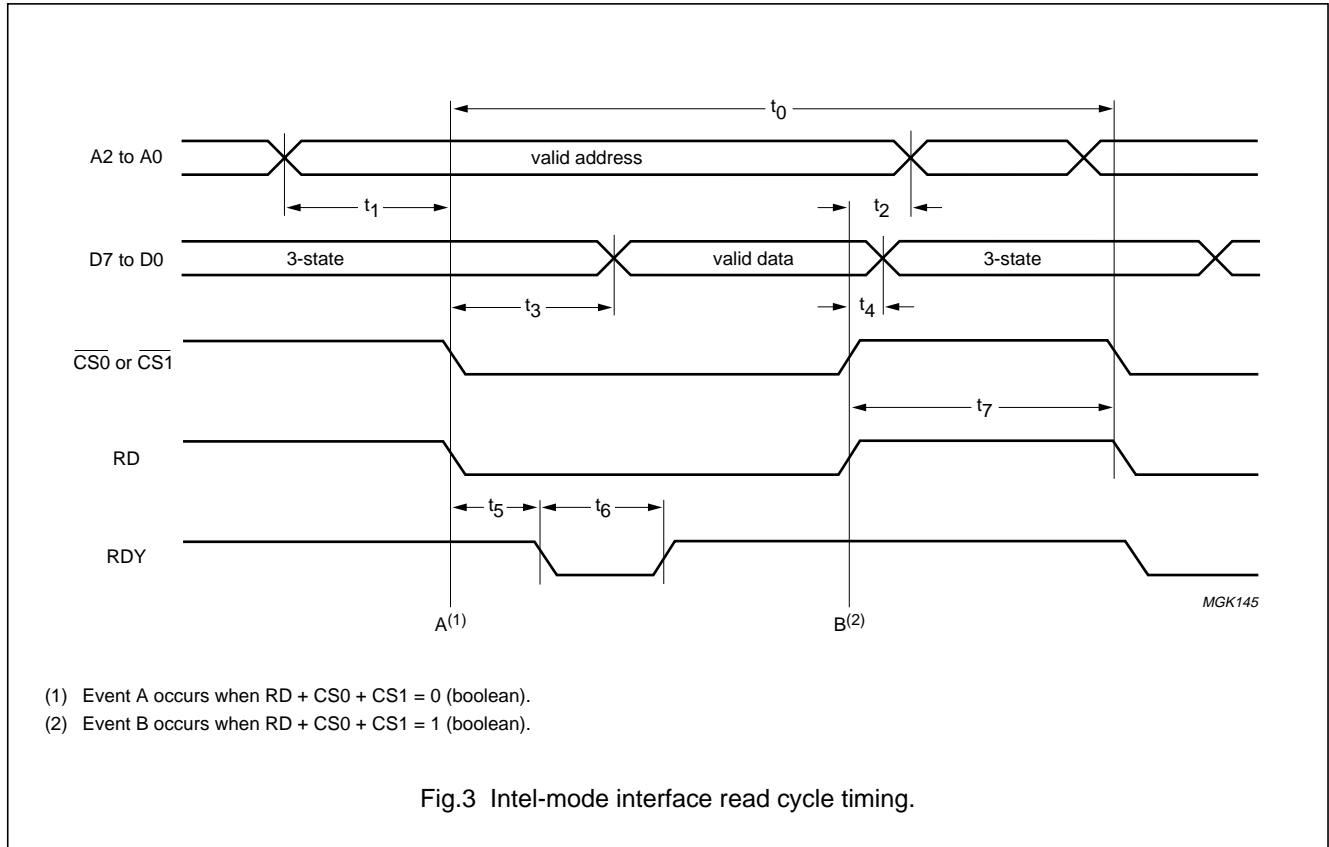 t0
A2 to A0
valid address
t1
t2
D7 to D0
3-state
valid data
3-state
t3
t4
CS0 or CS1
t7
RD
t5
t6
RDY
MGK145
A(1)
B(2)
(1) Event A occurs when RD + CS0 + CS1 = 0 (boolean).
(2) Event B occurs when RD + CS0 + CS1 = 1 (boolean).
Fig.3 Intel-mode interface read cycle timing.